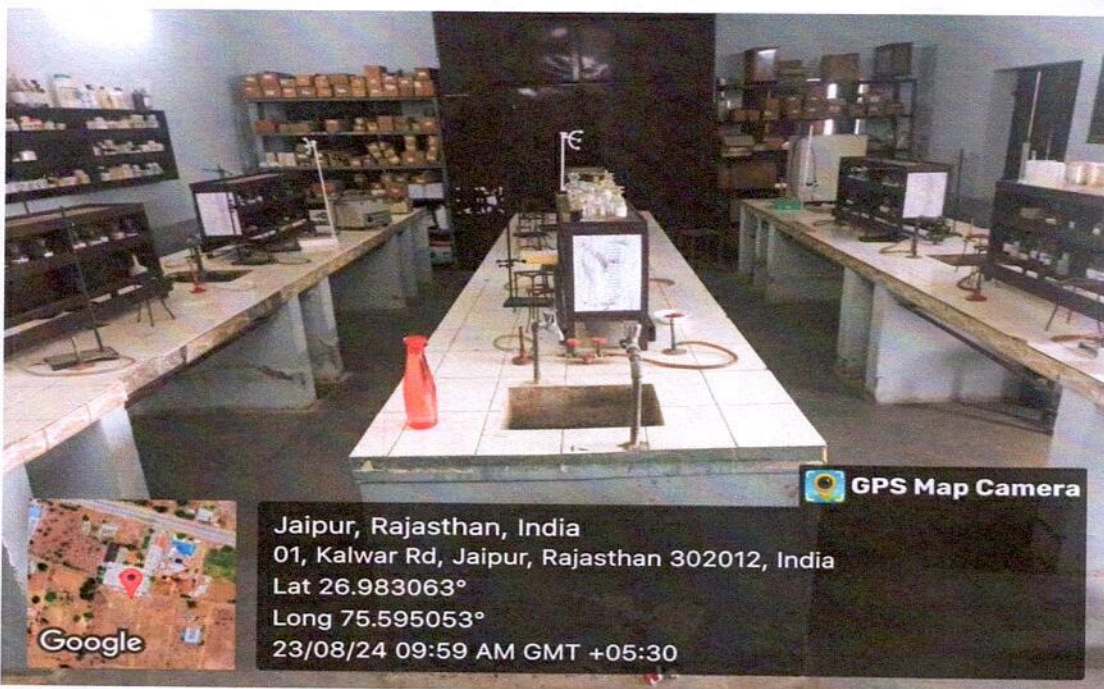 GPS Map Camera
Jaipur, Rajasthan, India
01, Kalwar Rd, Jaipur, Rajasthan 302012, India
Lat 26.983063°
Long 75.595053°
23/08/24 09:59 AM GMT +05:30
Google